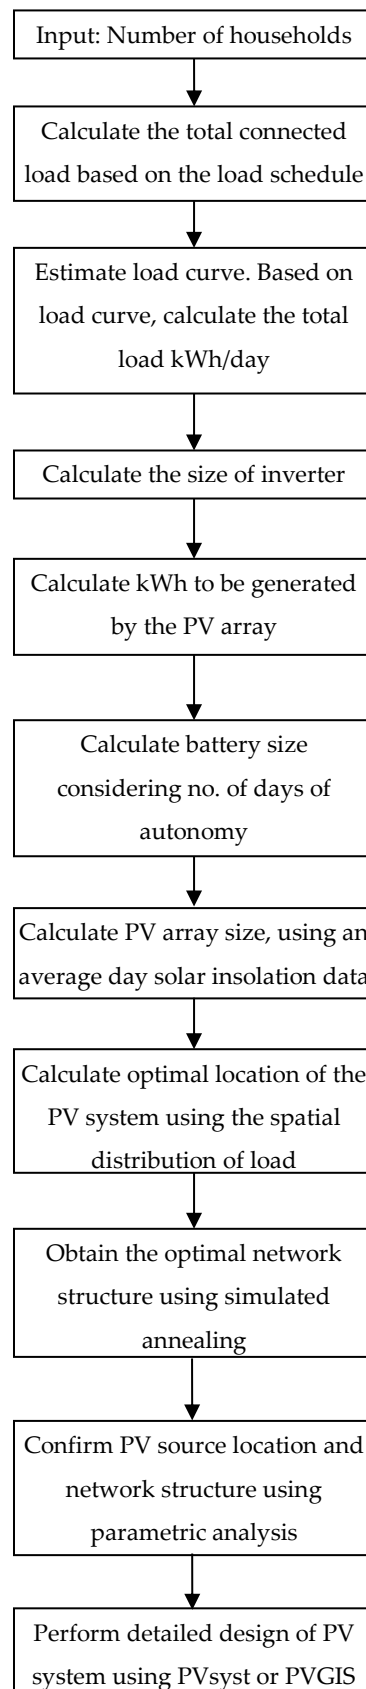 Input: Number of households
Calculate the total connected
load based on the load schedule
Estimate load curve. Based on
load curve, calculate the total
load kWh/day
Calculate the size of inverter
Calculate kWh to be generated
by the PV array
Calculate battery size
considering no. of days of
autonomy
Calculate PV array size, using an
average day solar insolation data
Calculate optimal location of the
PV system using the spatial
distribution of load
Obtain the optimal network
structure using simulated
annealing
Confirm PV source location and
network structure using
parametric analysis
Perform detailed design of PV
system using PVsyst or PVGIS